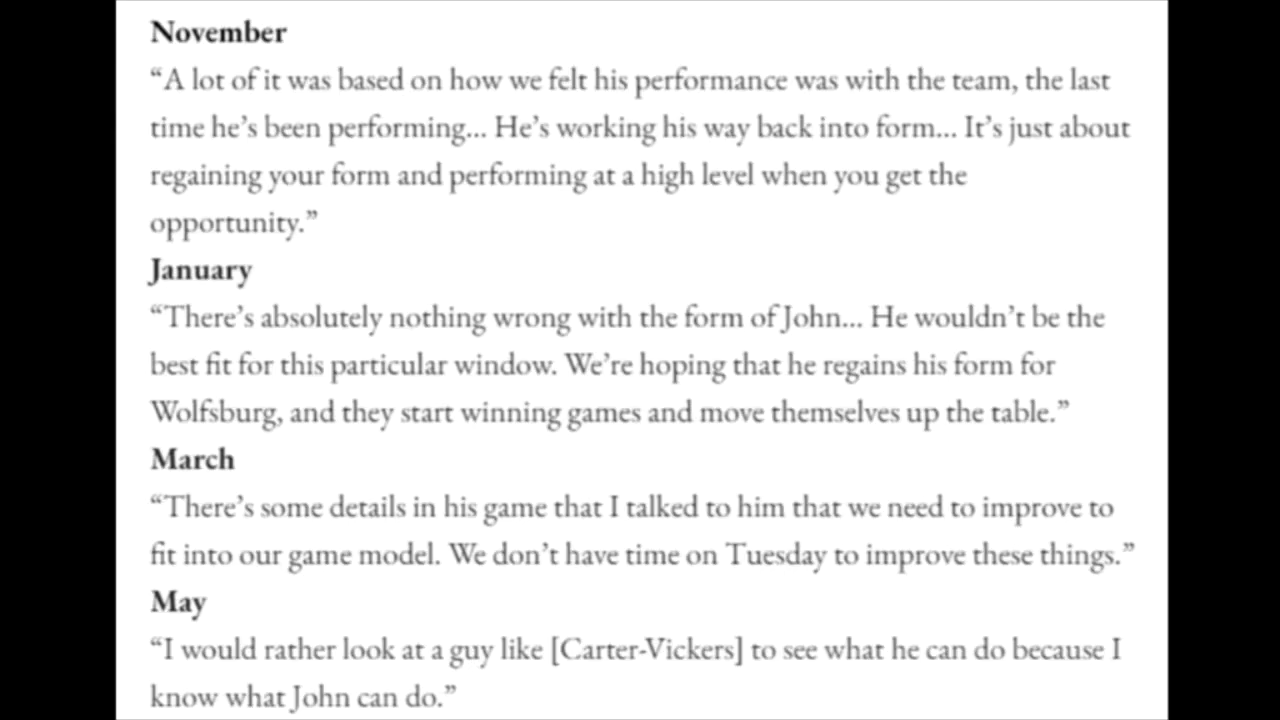 November
“A lot of it was based on how we felt his performance was with the team, the last
time he’s been performing... He’s working his way back into form... It’s just about
regaining your form and performing at a high level when you get the
opportunity.”
January
“There’s absolutely nothing wrong with the form of John... He wouldn’t be the
best fit for this particular window. We’re hoping that he regains his form for
Wolfsburg, and they start winning games and move themselves up the table.”
March
“There’s some details in his game that I talked to him that we need to improve to
fit into our game model. We don’t have time on Tuesday to improve these things.”
May
“I would rather look at a guy like [Carter-Vickers] to see what he can do because I
know what John can do.”